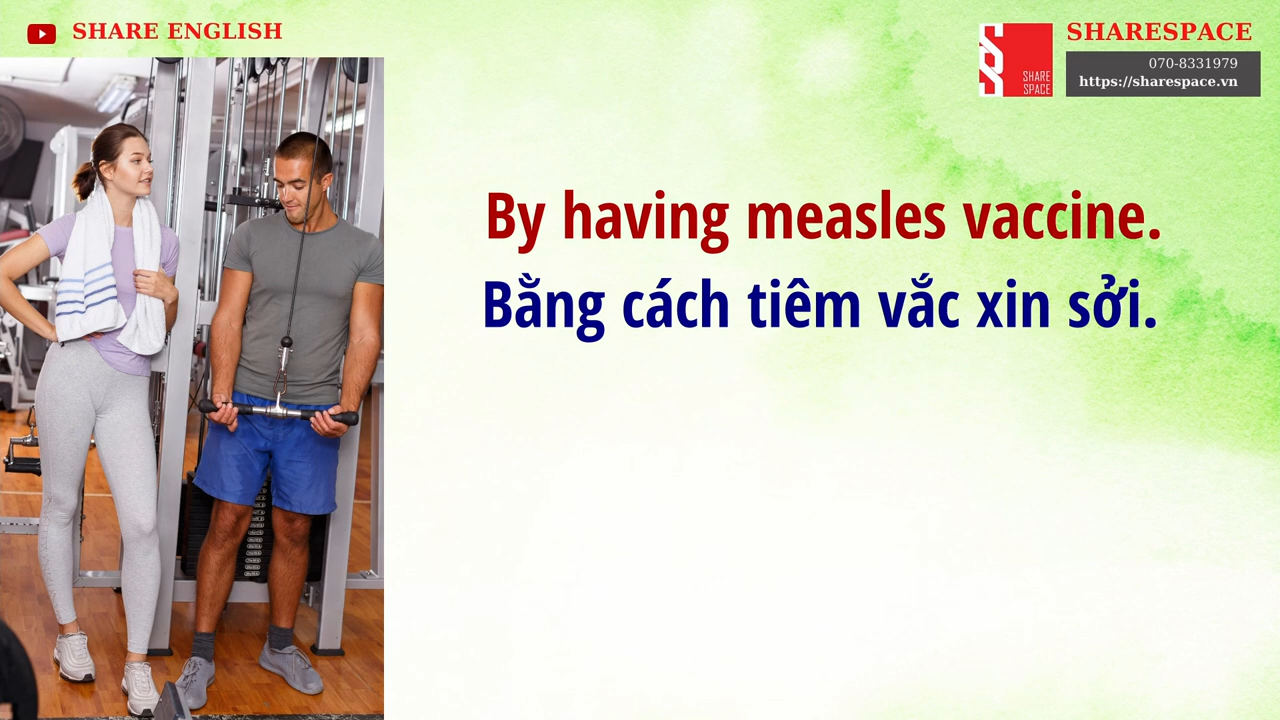 SHARE ENGLISH
SHARESPACE
070-8331979
https://sharespace.vn
SHARE
SPACE
By having measles vaccine.
Bằng cách tiêm vắc xin sởi.